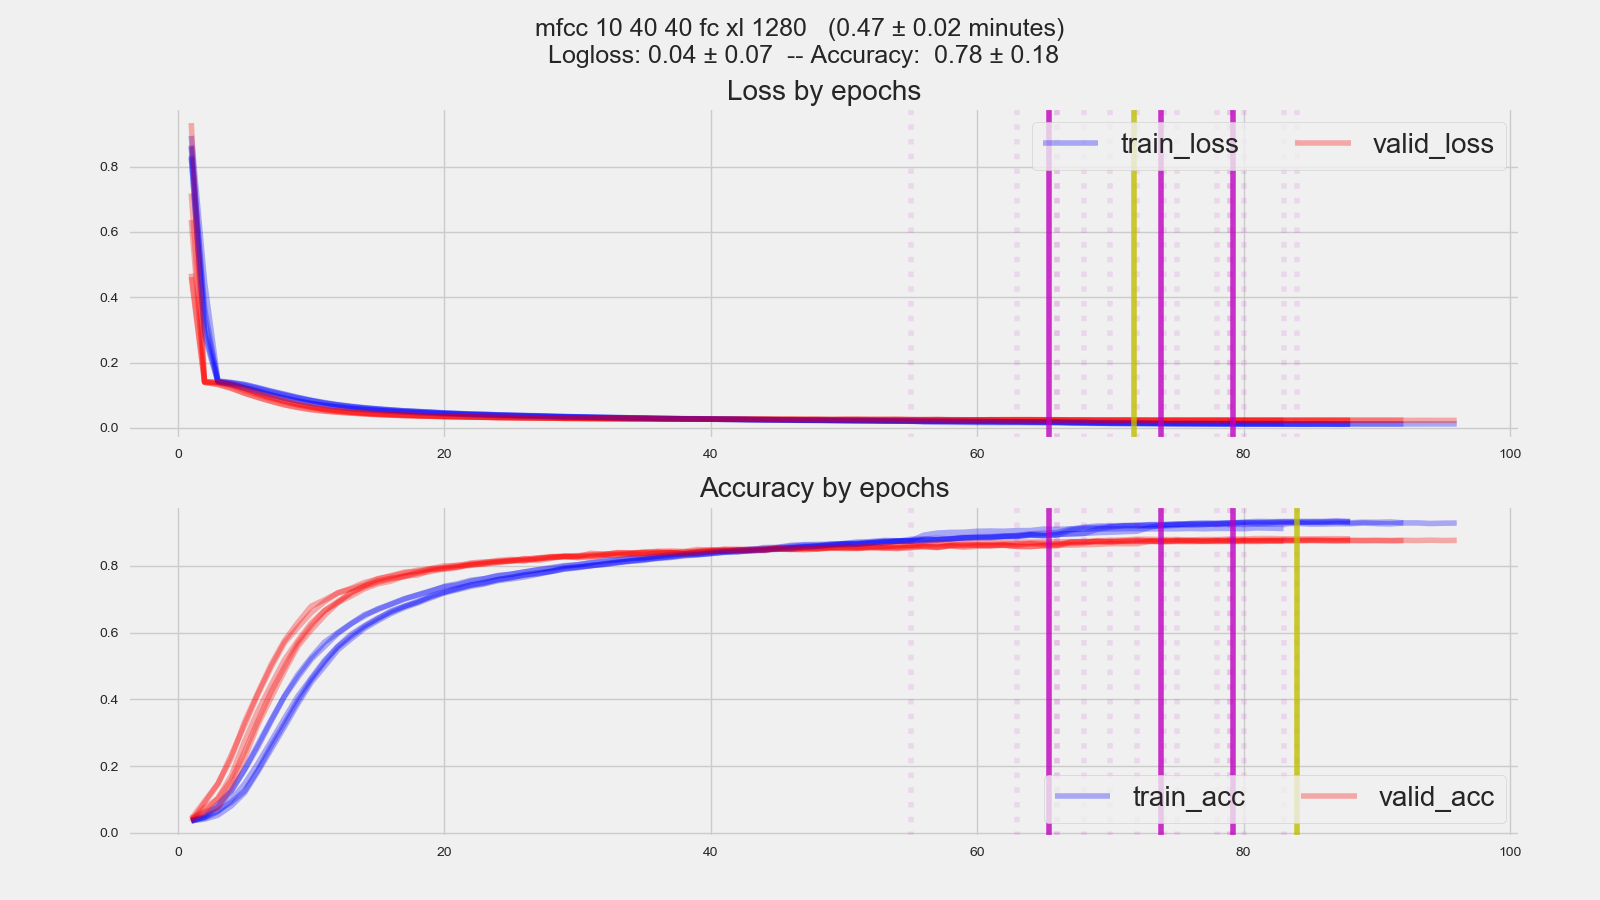 mfcc 10 40 40 fc xl 1280 (0.47 ± 0.02 minutes)
Logloss: 0.04 ± 0.07 -- Accuracy: 0.78 ± 0.18
Loss by epochs
train_loss valid_loss
0.8
0.6
0.4
0.2
0.0
0 20 40 60 80 100
Accuracy by epochs
0.8
0.6
0.4
0.2
0.0
train_acc valid_acc
0 20 40 60 80 100